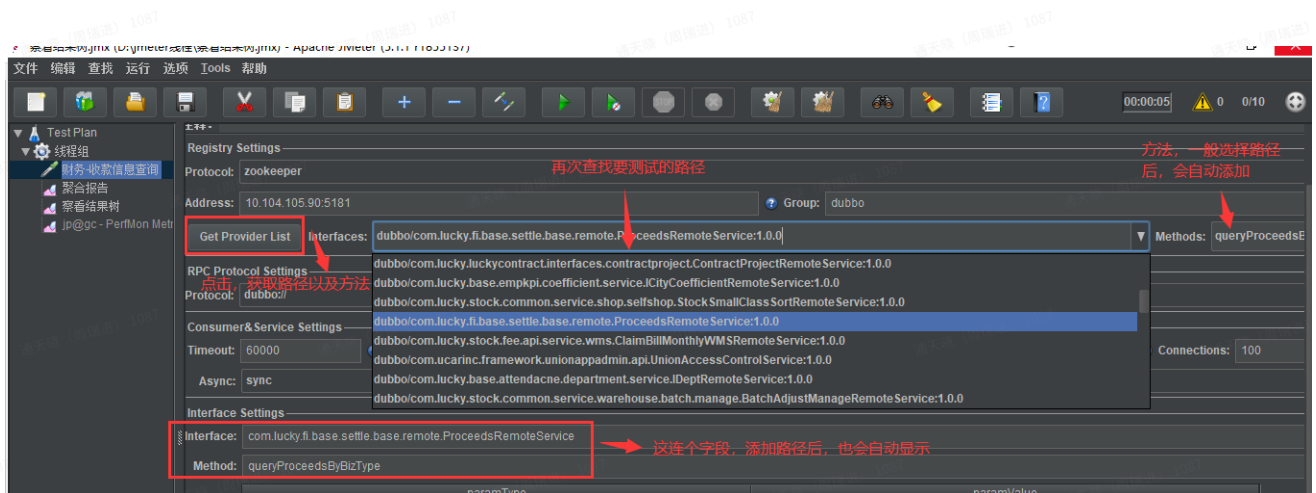 察看结果树.jmx (D:\jmeter线程\察看结果树.jmx) - Apache JMeter (5.1.1 r1855137)
文件 编辑 查找 运行 选项 Tools 帮助
STOP
00:00:05 0 0/10
Test Plan
线程组
财务-收款信息查询
聚合报告
察看结果树
jp@gc - PerfMon Metr
注释:
Registry Settings
Protocol: zookeeper
再次查找要测试的路径
方法，一般选择路径
后，会自动添加
Address: 10.104.105.90:5181 Group: dubbo
Get Provider List Interfaces: dubbo/com.lucky.fi.base.settle.base.remote.ProceedsRemoteService:1.0.0 Methods: queryProceedsE
dubbo/com.lucky.luckycontract.interfaces.contractproject.ContractProjectRemoteService:1.0.0
RPC Protocol Settings
点击，获取路径以及方法
dubbo/com.lucky.base.empkpi.coefficient.service.ICityCoefficientRemoteService:1.0.0
Protocol: dubbo://
dubbo/com.lucky.stock.common.service.shop.selfshop.StockSmallClassSortRemoteService:1.0.0
dubbo/com.lucky.fi.base.settle.base.remote.ProceedsRemoteService:1.0.0
Consumer&Service Settings
dubbo/com.lucky.stock.fee.api.service.wms.ClaimBillMonthlyWMSRemoteService:1.0.0
Timeout: 60000 Connections: 100
dubbo/com.ucarinc.framework.unionappadmin.api.UnionAccessControlService:1.0.0
Async: sync
dubbo/com.lucky.base.attendacne.department.service.IDeptRemoteService:1.0.0
dubbo/com.lucky.stock.common.service.warehouse.batch.manage.BatchAdjustManageRemoteService:1.0.0
Interface Settings
Interface: com.lucky.fi.base.settle.base.remote.ProceedsRemoteService
这连个字段，添加路径后，也会自动显示
Method: queryProceedsByBizType
paramType paramValue